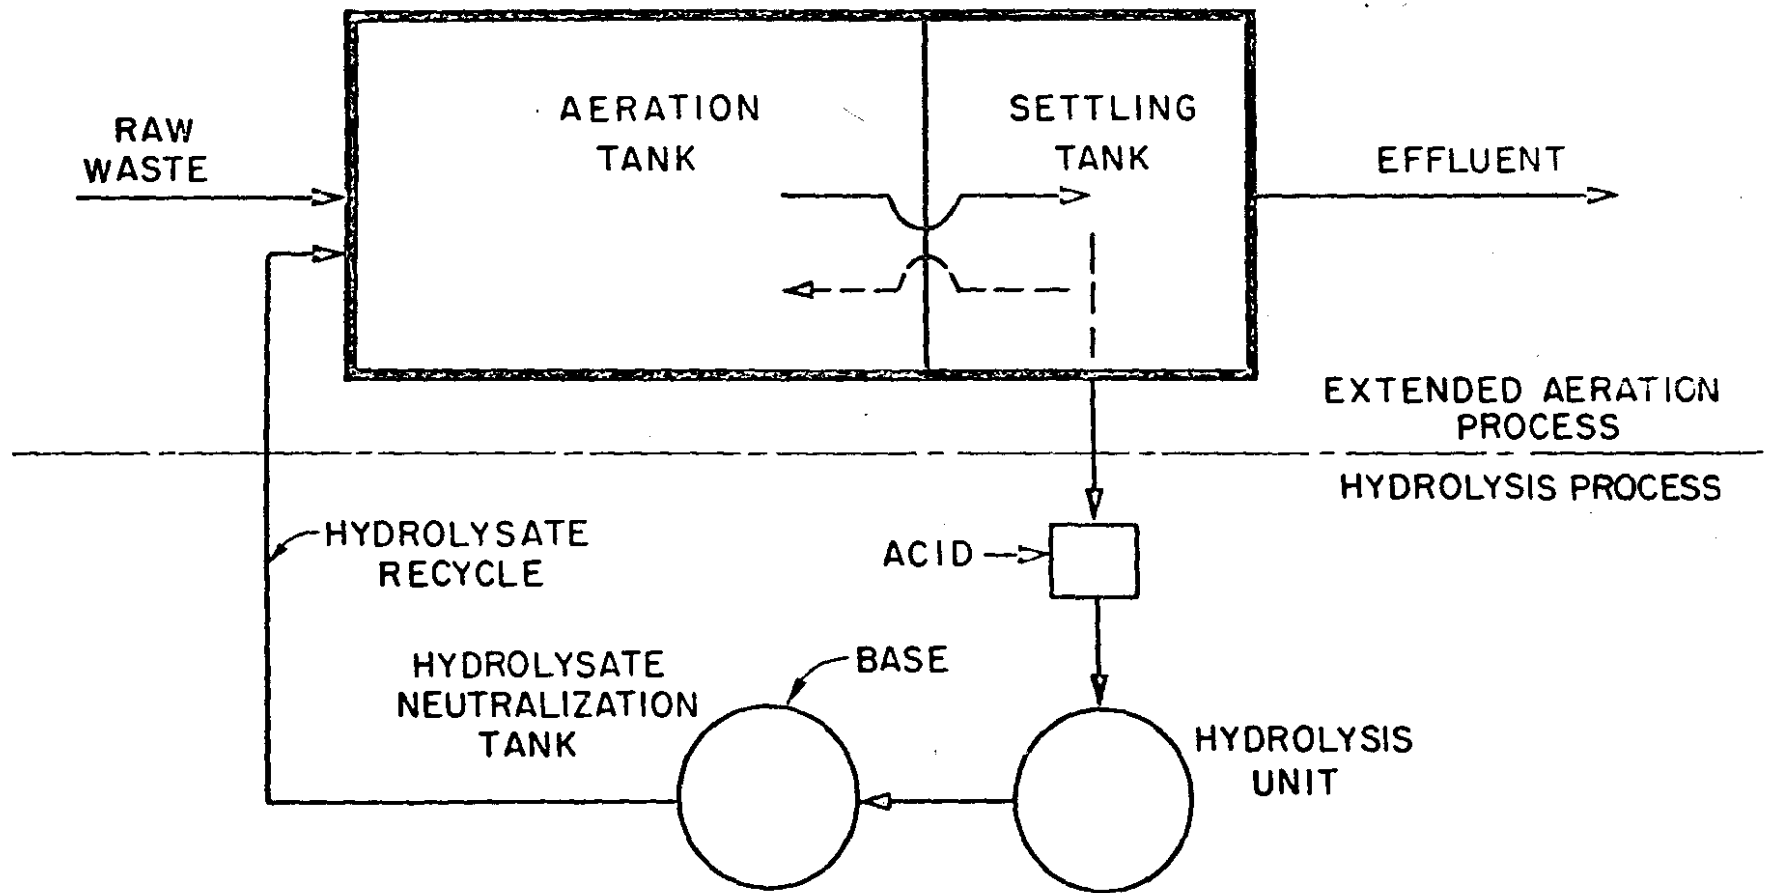 AERATION
TANK
SETTLING
TANK
RAW
WASTE
EFFLUENT
EXTENDED AERATION
PROCESS
HYDROLYSIS PROCESS
HYDROLYSATE
RECYCLE
ACID
HYDROLYSATE
NEUTRALIZATION
TANK
BASE
HYDROLYSIS
UNIT